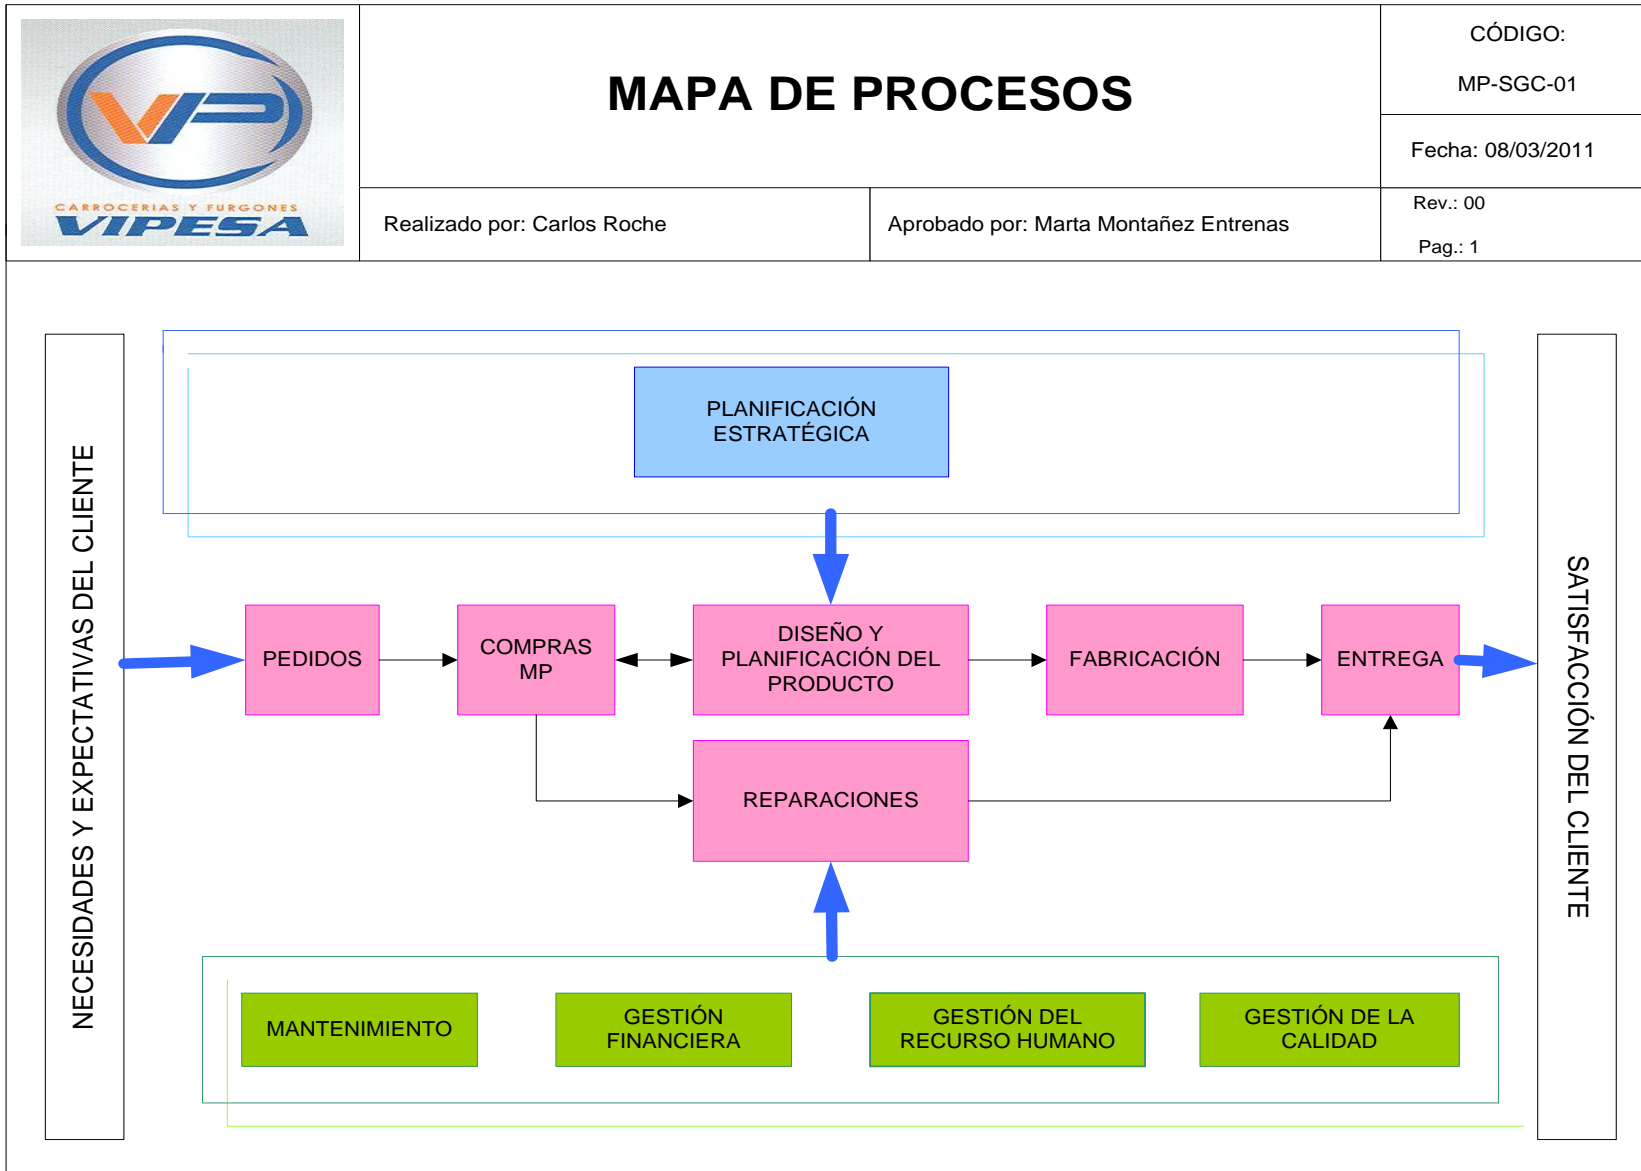 VP
CARROCERIAS Y FURGONES
VIPESA
MAPA DE PROCESOS
CÓDIGO:
MP-SGC-01
Fecha: 08/03/2011
Realizado por: Carlos Roche
Aprobado por: Marta Montañez Entrenas
Rev.: 00
Pag.: 1
NECESIDADES Y EXPECTATIVAS DEL CLIENTE
PLANIFICACIÓN
ESTRATÉGICA
PEDIDOS
COMPRAS
MP
DISEÑO Y
PLANIFICACIÓN DEL
PRODUCTO
FABRICACIÓN
ENTREGA
REPARACIONES
MANTENIMIENTO
GESTIÓN
FINANCIERA
GESTIÓN DEL
RECURSO HUMANO
GESTIÓN DE LA
CALIDAD
SATISFACCIÓN DEL CLIENTE